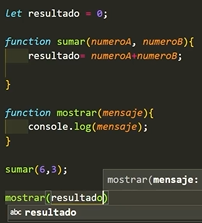 let resultado = 0;
function sumar(numeroA, numeroB){
resultado= numeroA+numeroB;
}
function mostrar(mensaje){
console.log(mensaje);
}
sumar(6,3);
mostrar(mensaje:
mostrar(resultado)
abc resultado